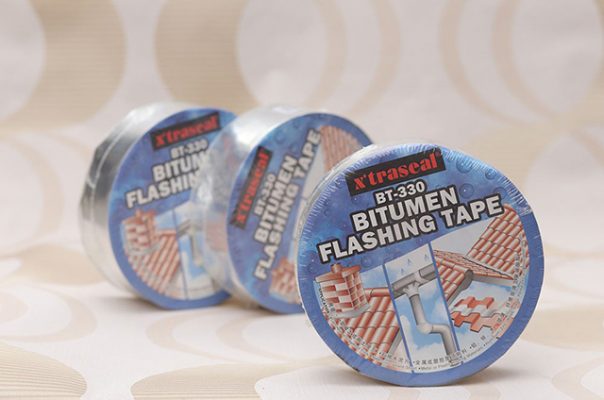 x'traseal
BT-330
BITUMEN
FLASHING TAPE
x'traseal
BT-330
BITUMEN
FLASHING TAPE
x'traseal
BT-330
BITUMEN
FLASHING TAPE